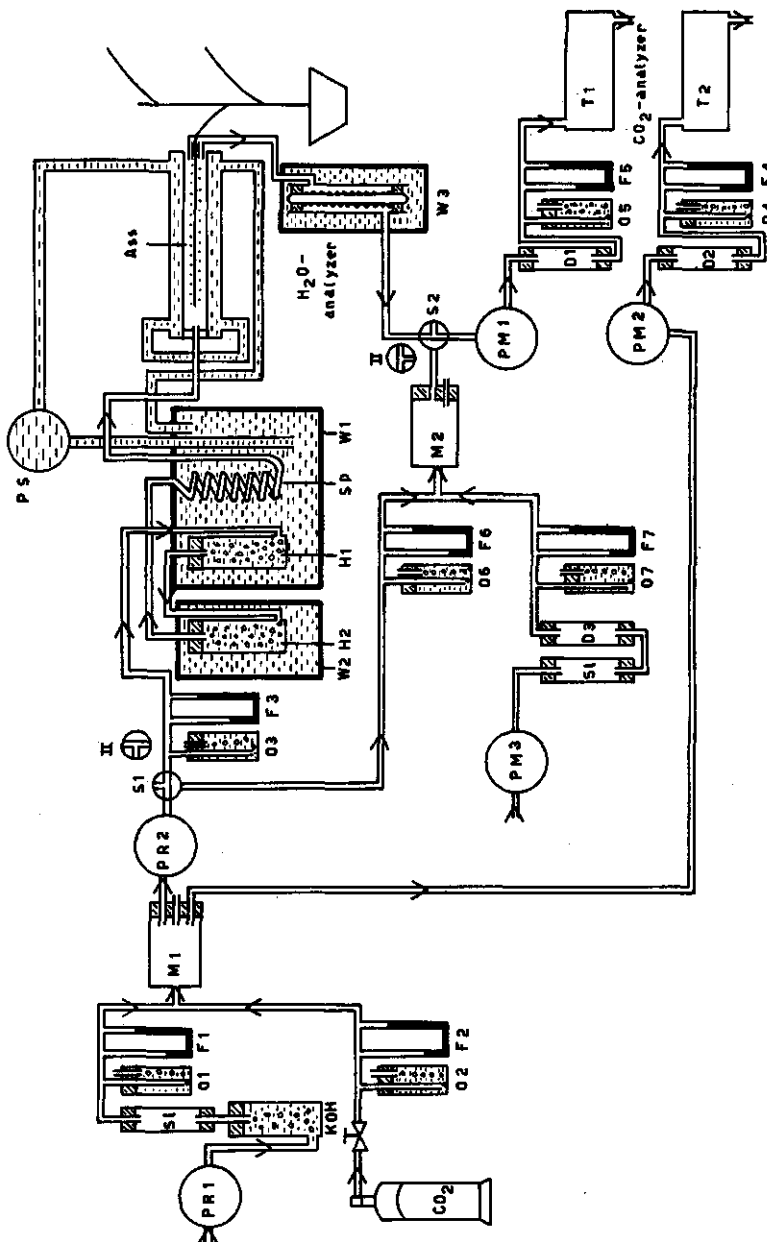 PR1
CO₂
KOH
SI
O1
F1
O2
F2
M1
PR2
S1
II
O3
F3
W2
H2
H1
SP
W1
PS
Ass
H₂O-
analyzer
W3
PM3
SI
D3
O7
F7
O6
F6
M2
II
S2
PM1
D1
O5
F5
T1
CO₂-analyzer
PM2
D2
O4
F4
T2